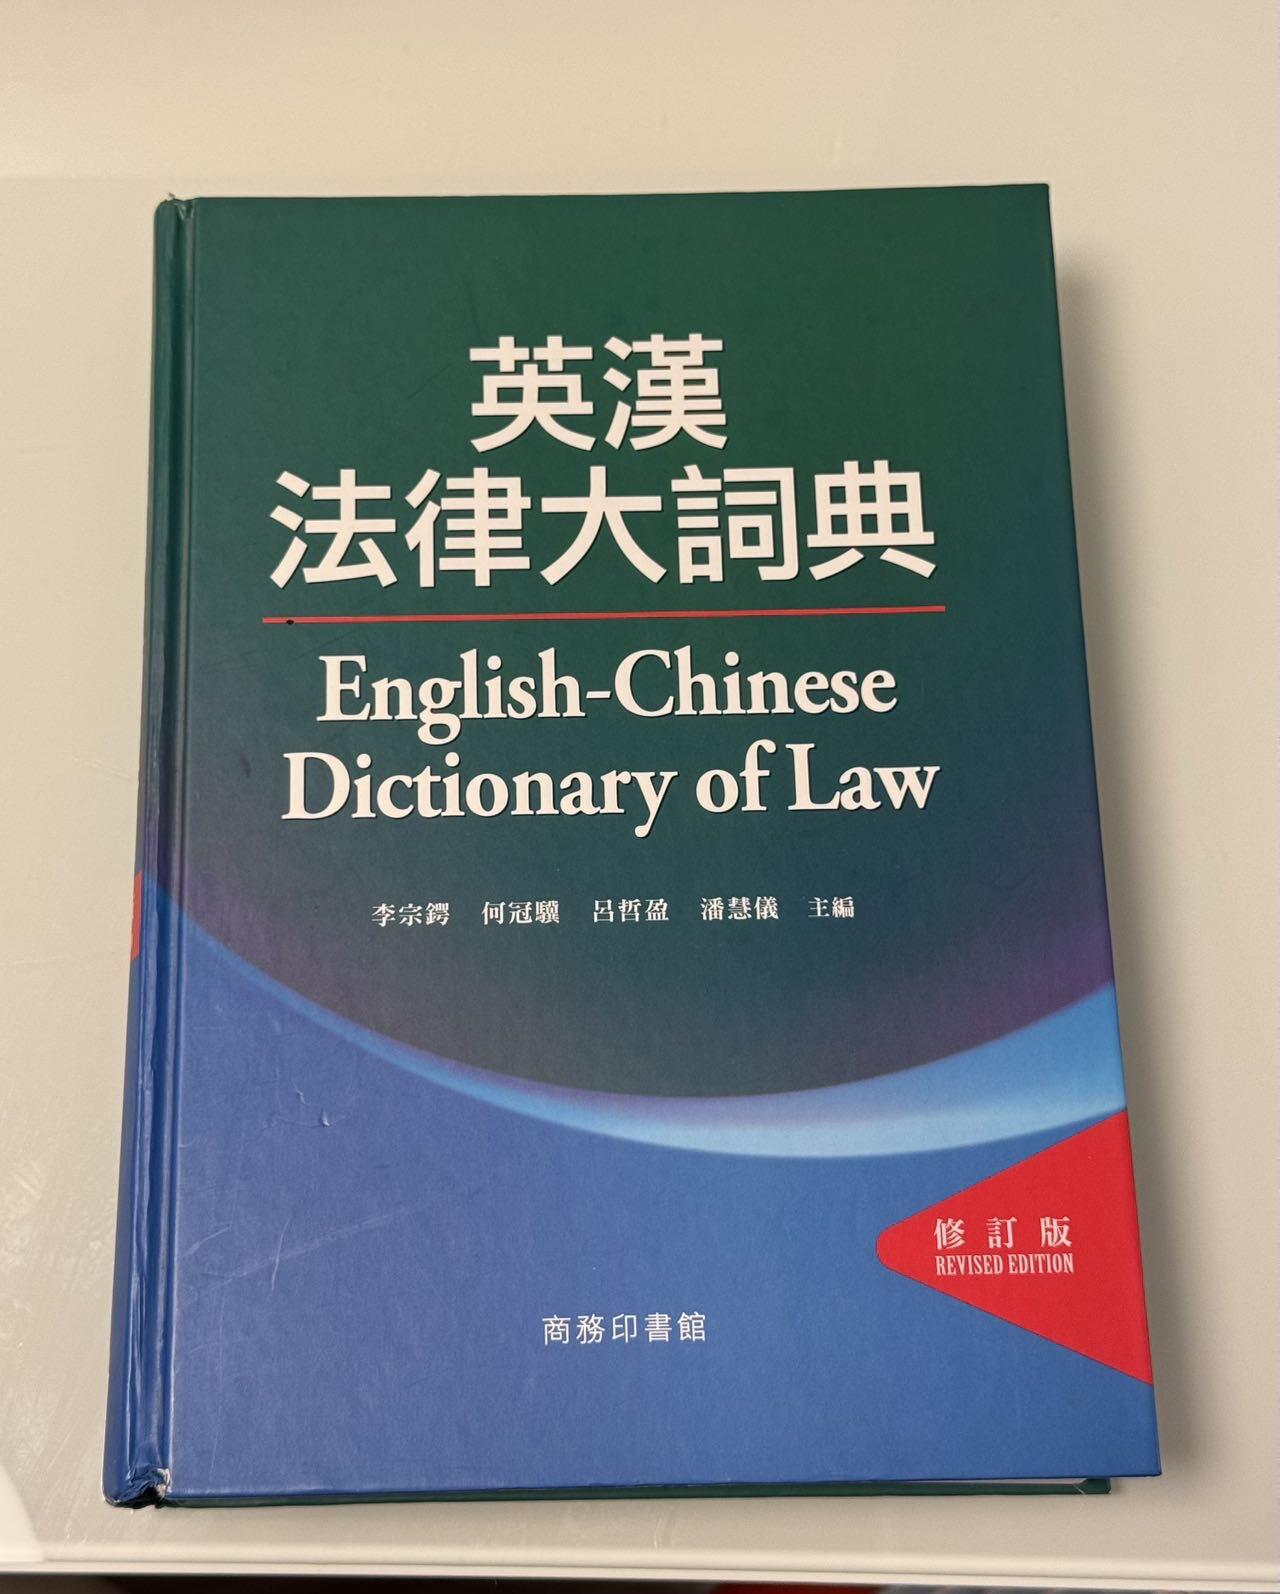 英漢
法律大詞典
English-Chinese
Dictionary of Law
李宗鍔 何冠驥 呂哲盈 潘慧儀 主編
修訂版
REVISED EDITION
商務印書館